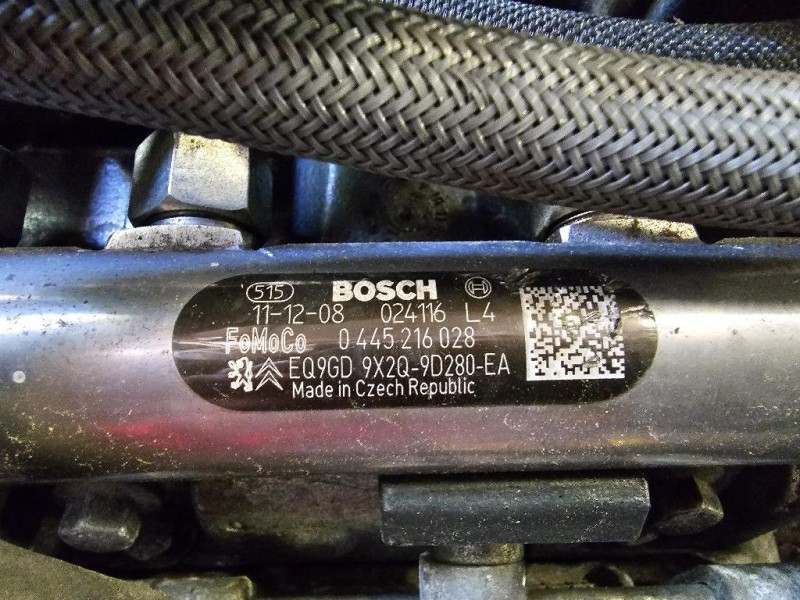 515 BOSCH
11-12-08 024116 L4
FoMoCo 0 445 216 028
EQ9GD 9X2Q-9D280-EA
Made in Czech Republic